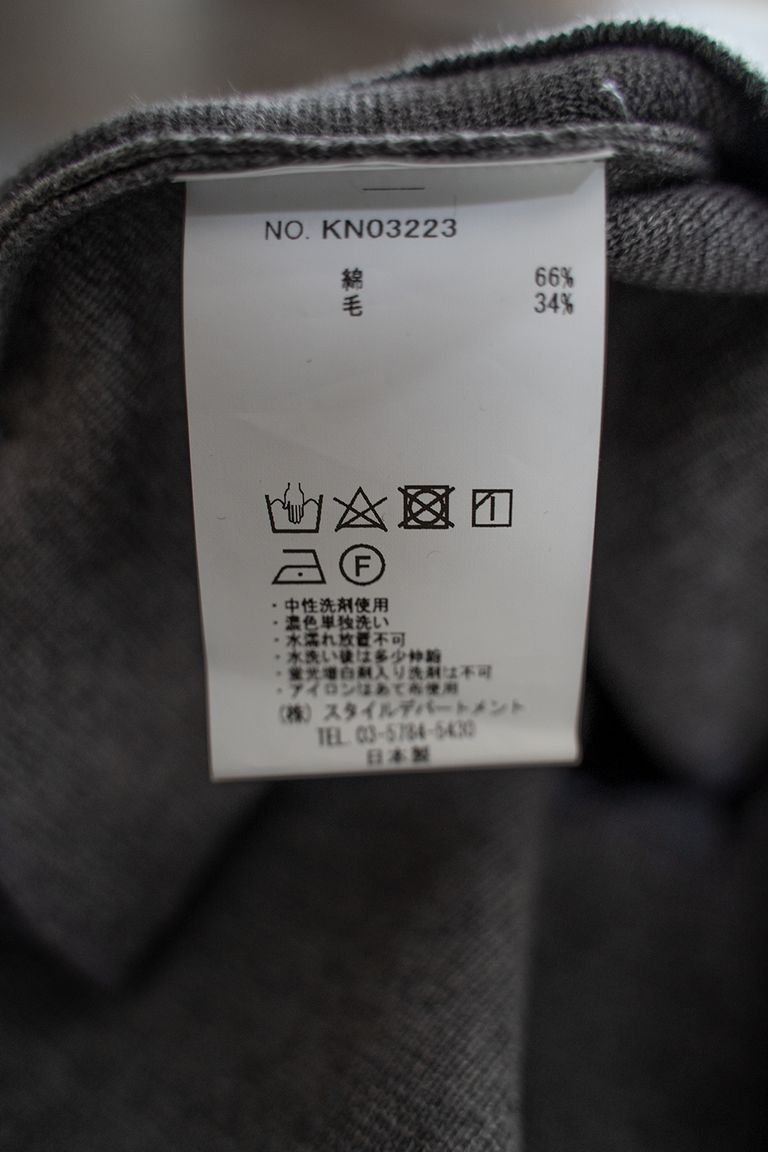 NO. KN03223
綿 66%
毛 34%
F
・中性洗剤使用
・濃色単独洗い
・水濡れ放置不可
・水洗い後は多少伸縮
・蛍光増白剤入り洗剤は不可
・アイロンはあて布使用
(株) スタイルデパートメント
TEL. 03-5784-5430
日本製